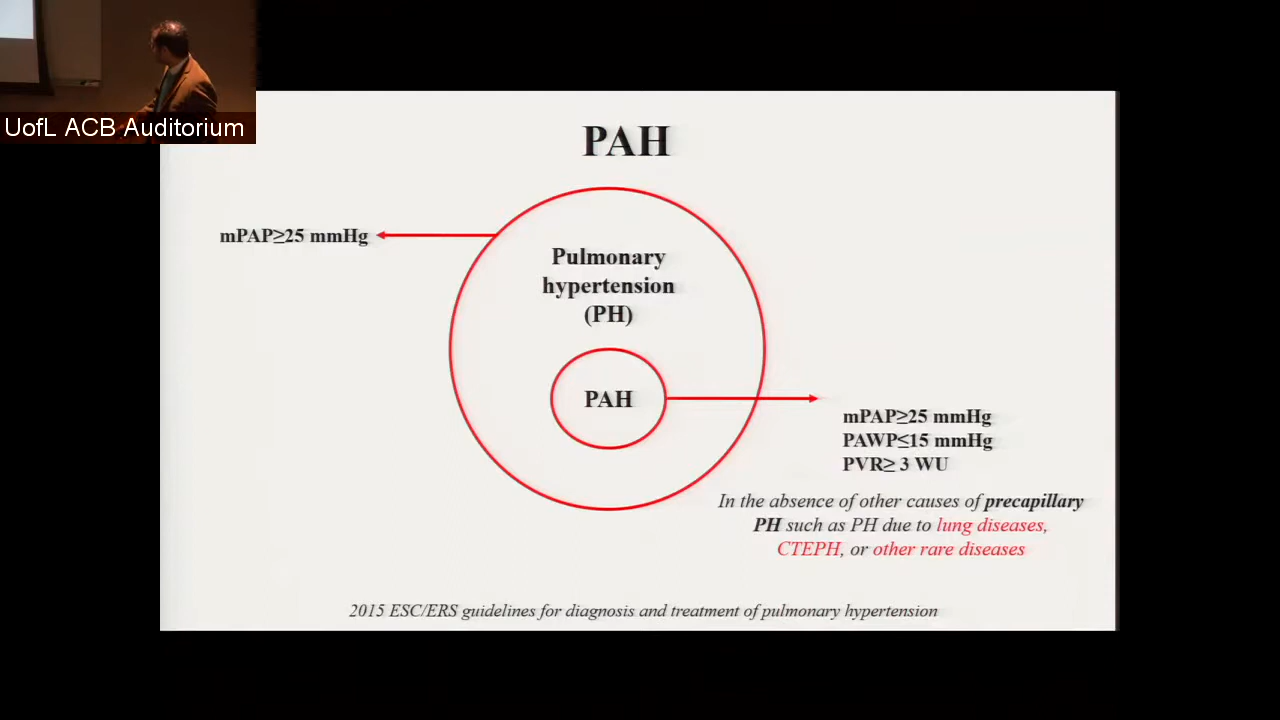 UofL ACB Auditorium
PAH
mPAP≥25 mmHg
Pulmonary
hypertension
(PH)
PAH
mPAP≥25 mmHg
PAWP≤15 mmHg
PVR≥ 3 WU
In the absence of other causes of precapillary
PH such as PH due to lung diseases,
CTEPH, or other rare diseases
2015 ESC/ERS guidelines for diagnosis and treatment of pulmonary hypertension